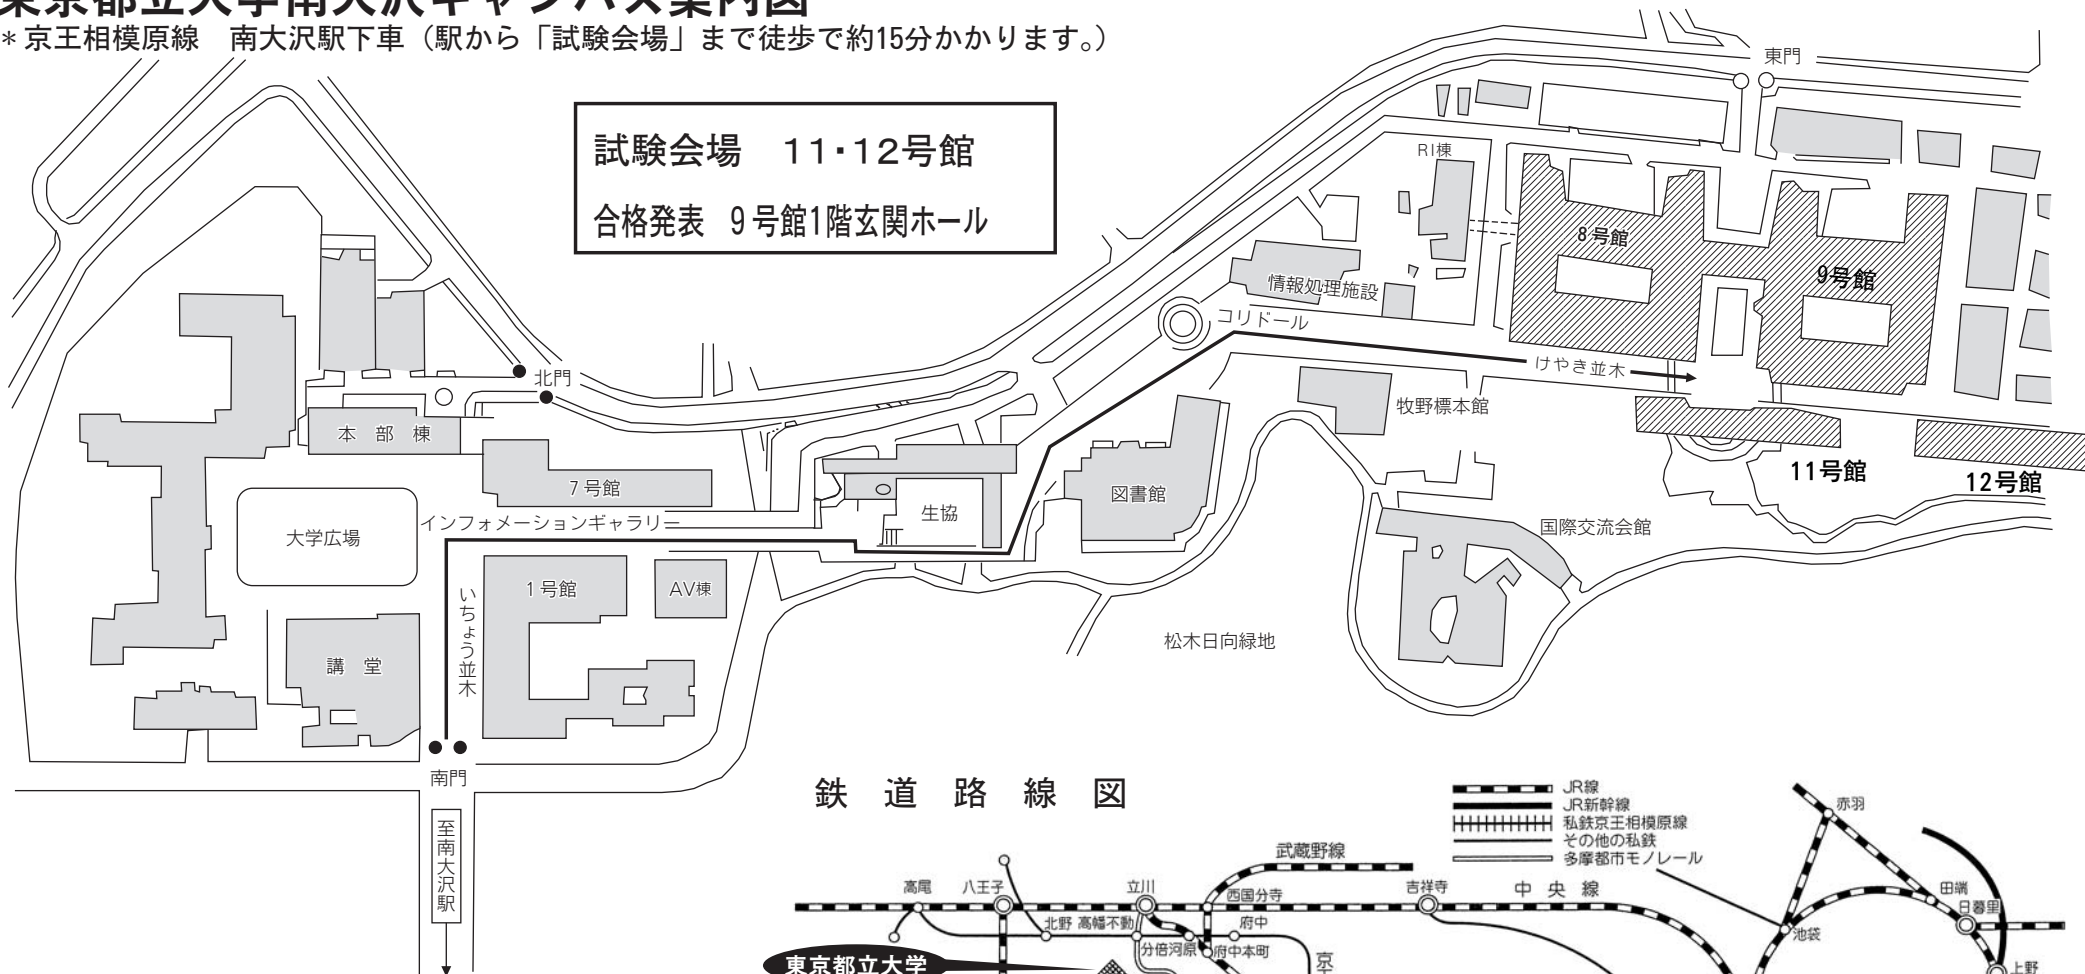 東京都立大学南大沢キャンパス案内図
＊京王相模原線　南大沢駅下車（駅から「試験会場」まで徒歩で約15分かかります。）
東門
試験会場　11・12号館
合格発表　9号館1階玄関ホール
RI棟
8号館
9号館
情報処理施設
コリドール
けやき並木
北門
牧野標本館
本部棟
11号館
12号館
7号館
図書館
生協
インフォメーションギャラリー
国際交流会館
大学広場
1号館
AV棟
いちょう並木
松木日向緑地
講堂
南門
至南大沢駅
鉄道路線図
JR線
JR新幹線
私鉄京王相模原線
その他の私鉄
多摩都市モノレール
赤羽
武蔵野線
高尾
八王子
立川
西国分寺
吉祥寺
中央線
田端
日暮里
北野
高幡不動
府中
分倍河原
府中本町
池袋
東京都立大学
京
上野